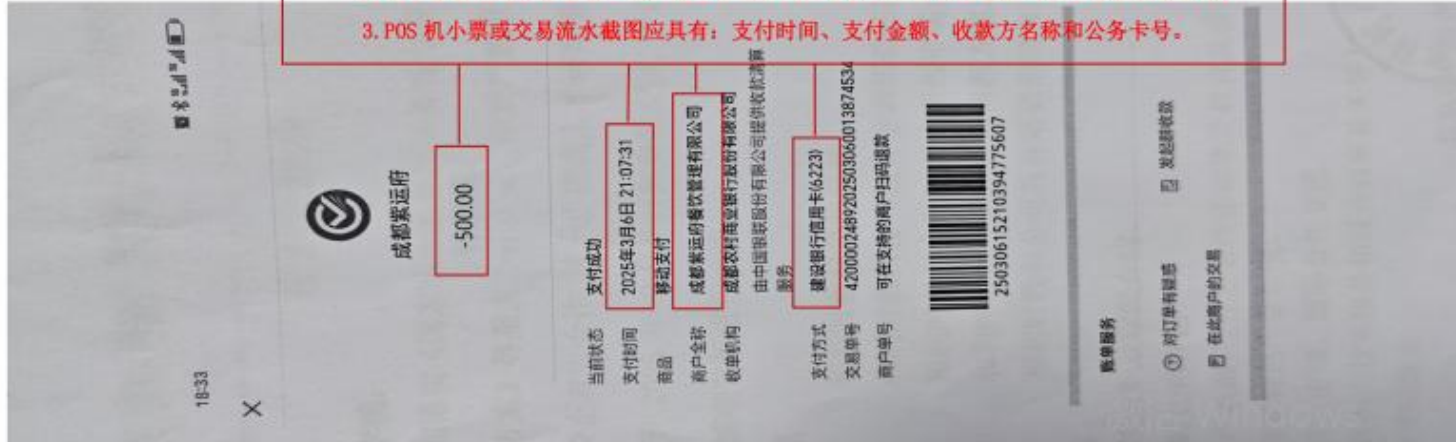 3. POS 机小票或交易流水截图应具有：支付时间、支付金额、收款方名称和公务卡号。
18:33
成都紫运府
-500.00
当前状态 支付成功
支付时间 2025年3月6日 21:07:31
商品 移动支付
商户全称 成都紫运府餐饮管理有限公司
收单机构 成都农村商业银行股份有限公司
由中国银联股份有限公司提供收款清算
服务
支付方式 建设银行信用卡(6223)
交易单号 4200002489202503060013874534
商户单号 可在支持的商户扫码退款
25030615210394775607
账单服务
对订单有疑惑 发起群收款
在此商户的交易